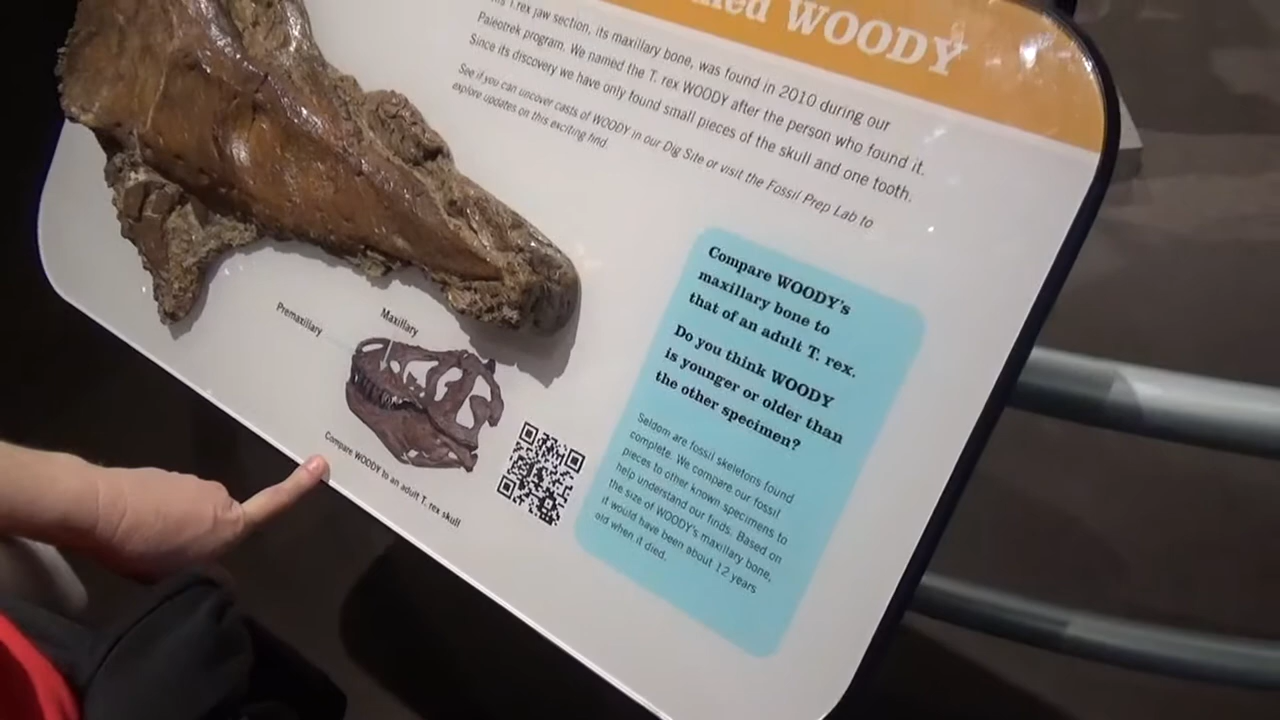 WOODY
T.rex jaw section, its maxillary bone, was found in 2010 during our
Paleotrek program. We named the T. rex WOODY after the person who found it.
Since its discovery we have only found small pieces of the skull and one tooth.
See if you can uncover casts of WOODY in our Dig Site or visit the Fossil Prep Lab to
explore updates on this exciting find.
Premaxillary
Maxillary
Compare WOODY to an adult T. rex skull
Compare WOODY's
maxillary bone to
that of an adult T. rex.
Do you think WOODY
is younger or older than
the other specimen?
Seldom are fossil skeletons found
complete. We compare our fossil
pieces to other known specimens to
help understand our finds. Based on
the size of WOODY's maxillary bone,
it would have been about 12 years
old when it died.